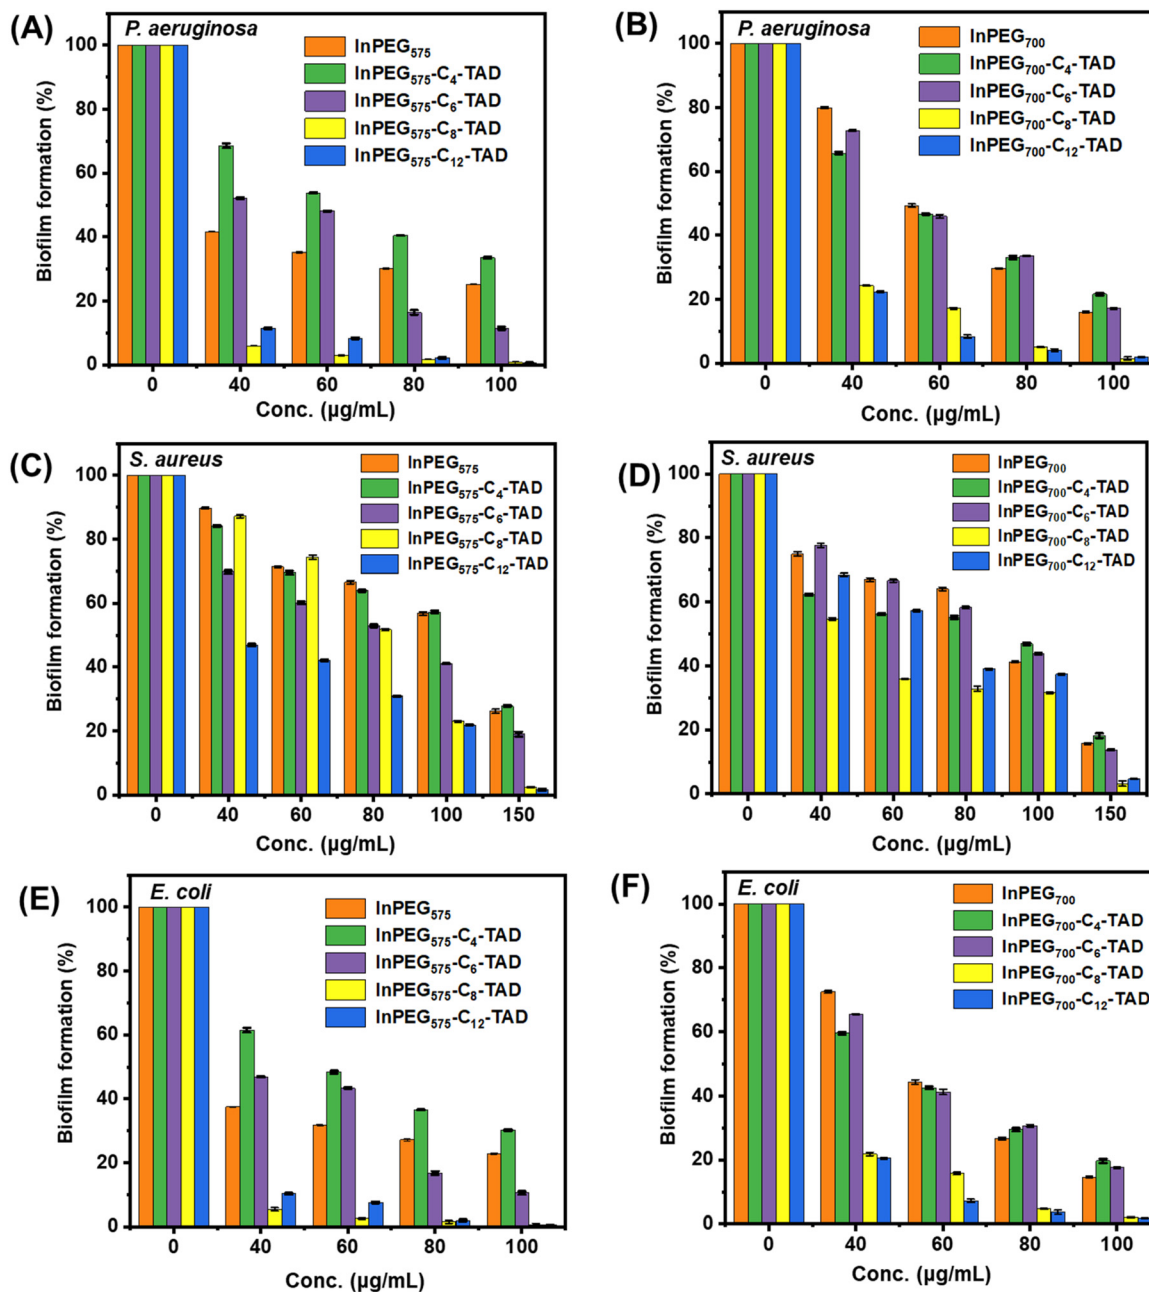 (A)
P. aeruginosa
InPEG₅₇₅
InPEG₅₇₅-C₄-TAD
InPEG₅₇₅-C₆-TAD
InPEG₅₇₅-C₈-TAD
InPEG₅₇₅-C₁₂-TAD
Biofilm formation (%)
100
80
60
40
20
0
0 40 60 80 100
Conc. (µg/mL)
(B)
P. aeruginosa
InPEG₇₀₀
InPEG₇₀₀-C₄-TAD
InPEG₇₀₀-C₆-TAD
InPEG₇₀₀-C₈-TAD
InPEG₇₀₀-C₁₂-TAD
Biofilm formation (%)
100
80
60
40
20
0
0 40 60 80 100
Conc. (µg/mL)
(C)
S. aureus
InPEG₅₇₅
InPEG₅₇₅-C₄-TAD
InPEG₅₇₅-C₆-TAD
InPEG₅₇₅-C₈-TAD
InPEG₅₇₅-C₁₂-TAD
Biofilm formation (%)
100
80
60
40
20
0
0 40 60 80 100 150
Conc. (µg/mL)
(D)
S. aureus
InPEG₇₀₀
InPEG₇₀₀-C₄-TAD
InPEG₇₀₀-C₆-TAD
InPEG₇₀₀-C₈-TAD
InPEG₇₀₀-C₁₂-TAD
Biofilm formation (%)
100
80
60
40
20
0
0 40 60 80 100 150
Conc. (µg/mL)
(E)
E. coli
InPEG₅₇₅
InPEG₅₇₅-C₄-TAD
InPEG₅₇₅-C₆-TAD
InPEG₅₇₅-C₈-TAD
InPEG₅₇₅-C₁₂-TAD
Biofilm formation (%)
100
80
60
40
20
0
0 40 60 80 100
Conc. (µg/mL)
(F)
E. coli
InPEG₇₀₀
InPEG₇₀₀-C₄-TAD
InPEG₇₀₀-C₆-TAD
InPEG₇₀₀-C₈-TAD
InPEG₇₀₀-C₁₂-TAD
Biofilm formation (%)
100
80
60
40
20
0
0 40 60 80 100
Conc. (µg/mL)